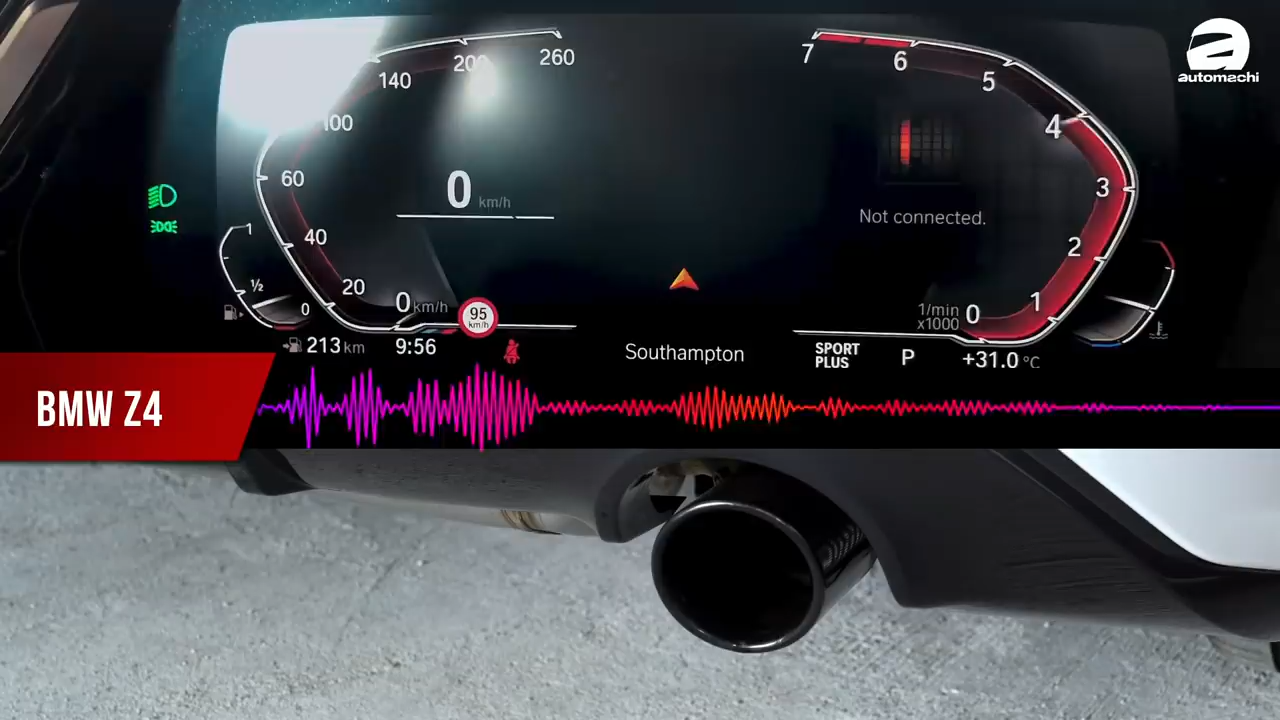 automachi
140
200
260
100
60
40
20
0 km/h
0 km/h
1
½
0
95
km/h
213 km
9:56
7
6
5
4
3
2
1
0
1/min
x1000
Not connected.
Southampton
SPORT
PLUS
P
+31.0 °C
BMW Z4